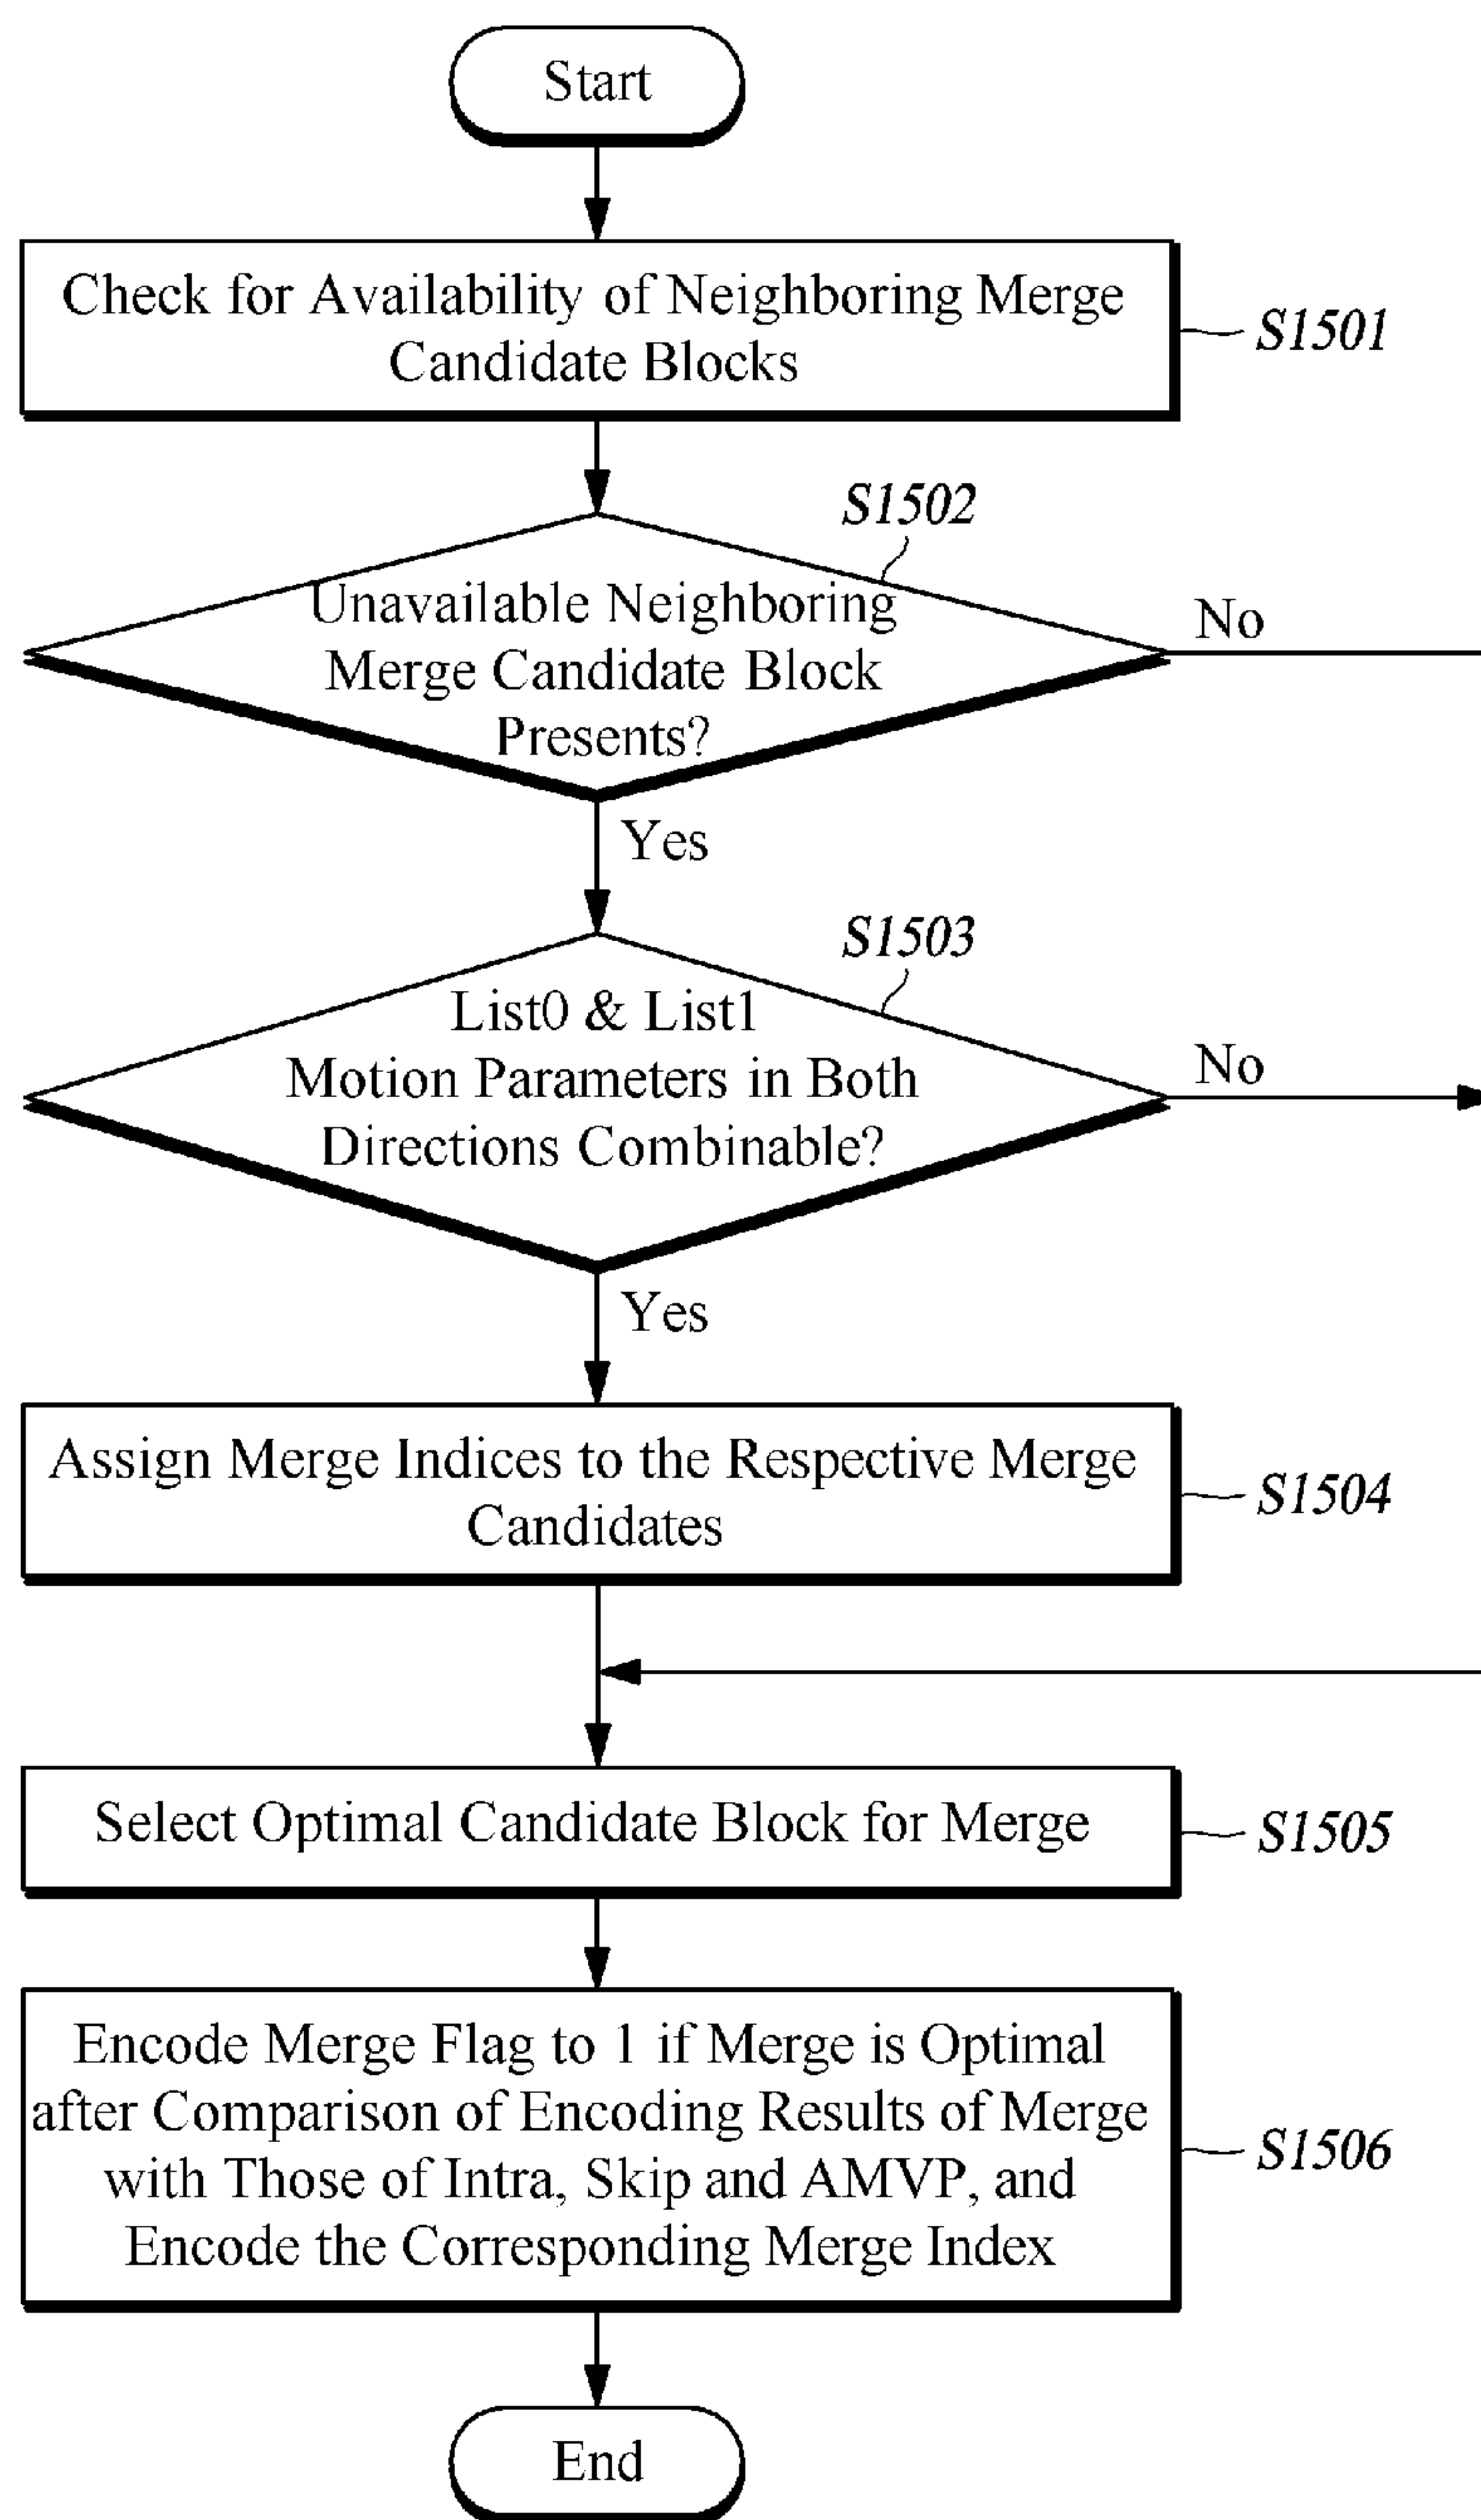 Start
Check for Availability of Neighboring Merge
Candidate Blocks
S1501
S1502
Unavailable Neighboring
Merge Candidate Block
Presents?
No
Yes
S1503
List0 & List1
Motion Parameters in Both
Directions Combinable?
No
Yes
Assign Merge Indices to the Respective Merge
Candidates
S1504
Select Optimal Candidate Block for Merge
S1505
Encode Merge Flag to 1 if Merge is Optimal
after Comparison of Encoding Results of Merge
with Those of Intra, Skip and AMVP, and
Encode the Corresponding Merge Index
S1506
End